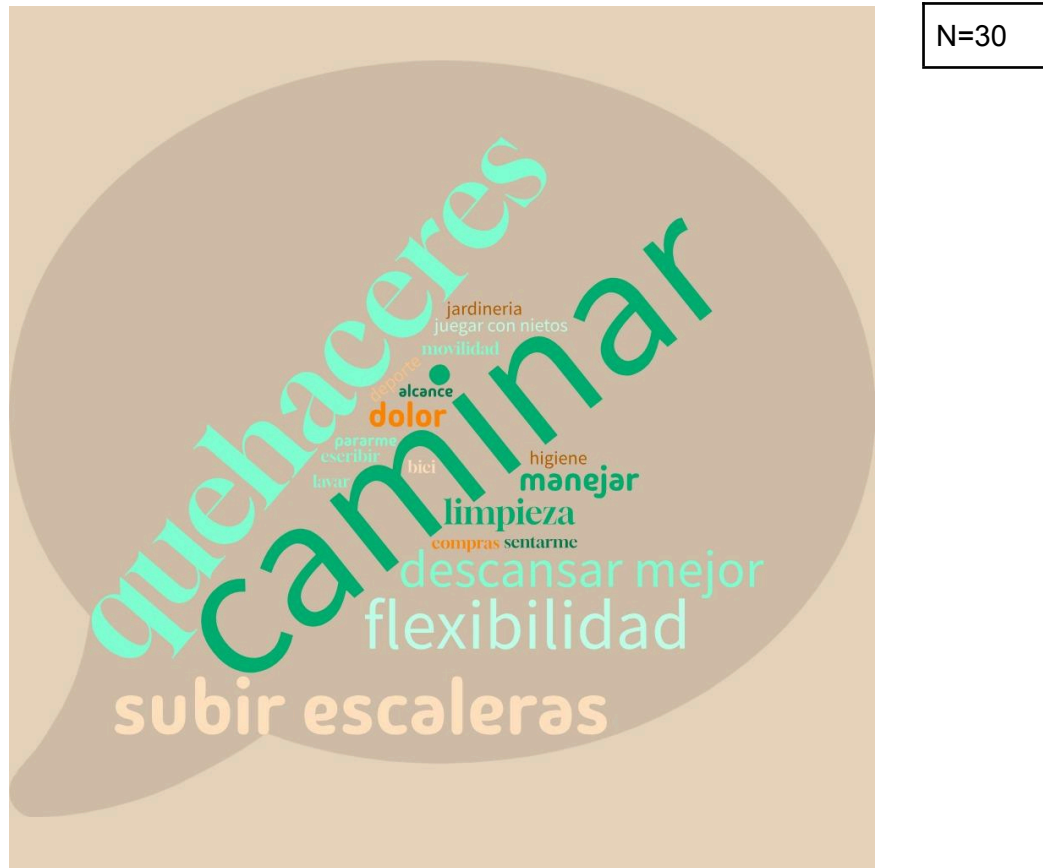 N=30
quehaceres
caminar
jardineria
juegar con nietos
movilidad
deporte
alcance
dolor
pararme
escribir
bici
lavar
higiene
manejar
limpieza
compras
sentarme
descansar mejor
flexibilidad
subir escaleras